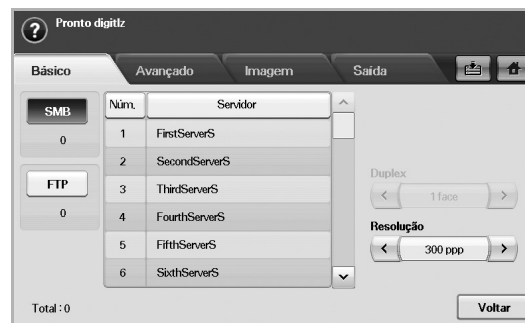 Pronto digitlz
Básico
Avançado
Imagem
Saída
SMB
0
FTP
0
Núm. Servidor
1 FirstServerS
2 SecondServerS
3 ThirdServerS
4 FourthServerS
5 FifthServerS
6 SixthServerS
Duplex
1 face
Resolução
300 ppp
Total : 0
Voltar